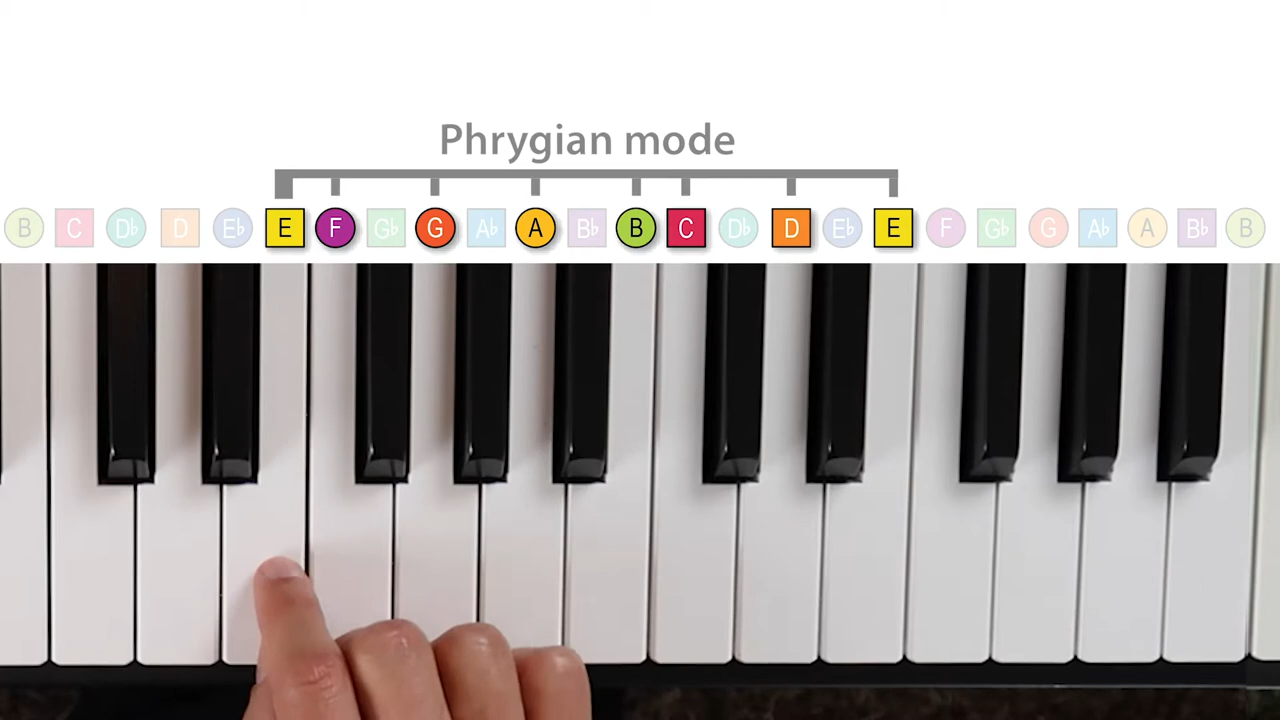 Phrygian mode
B C D♭ D E♭ E F G♭ G A♭ A B♭ B C D♭ D E♭ E F G♭ G A♭ A B♭ B